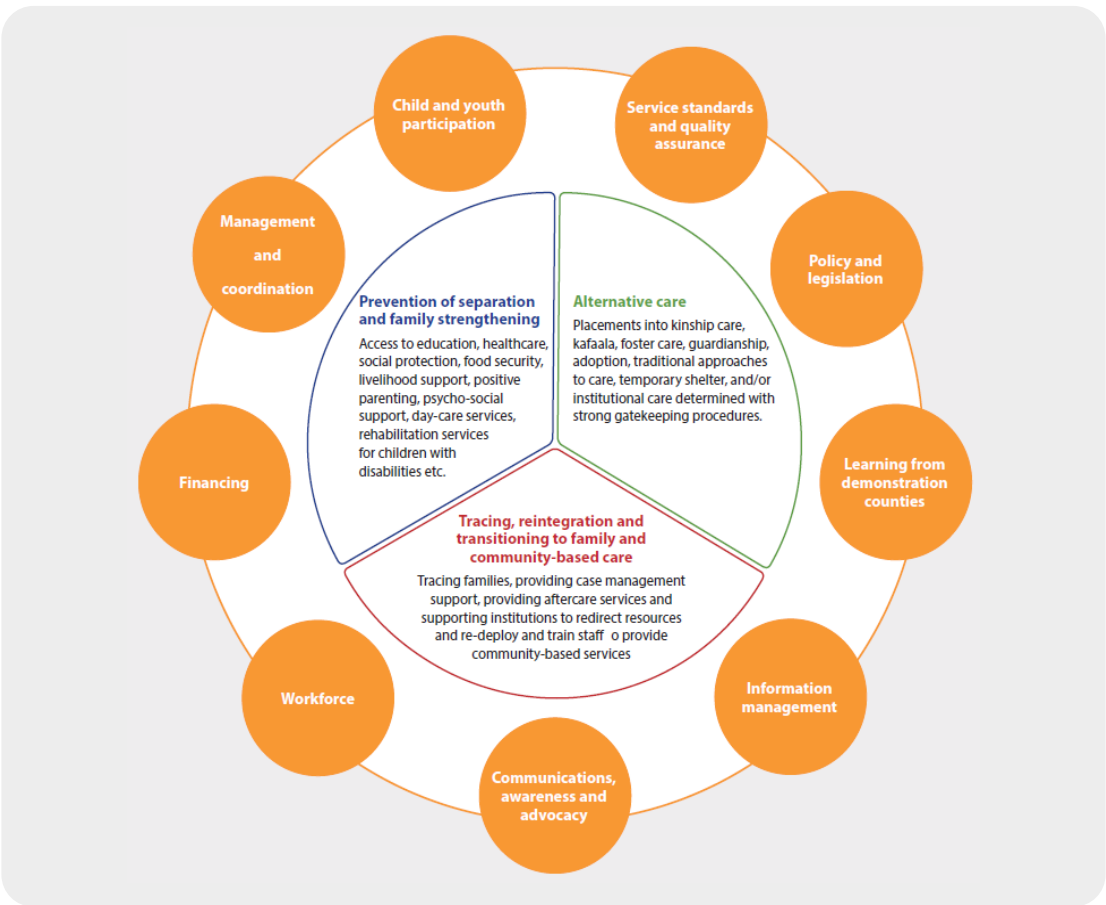 Child and youth
participation
Service standards
and quality
assurance
Management
and
coordination
Policy and
legislation
Prevention of separation
and family strengthening
Access to education, healthcare,
social protection, food security,
livelihood support, positive
parenting, psycho-social
support, day-care services,
rehabilitation services
for children with
disabilities etc.
Alternative care
Placements into kinship care,
kafaala, foster care, guardianship,
adoption, traditional approaches
to care, temporary shelter, and/or
institutional care determined with
strong gatekeeping procedures.
Financing
Learning from
demonstration
counties
Tracing, reintegration and
transitioning to family and
community-based care
Tracing families, providing case management
support, providing aftercare services and
supporting institutions to redirect resources
and re-deploy and train staff o provide
community-based services
Workforce
Information
management
Communications,
awareness and
advocacy